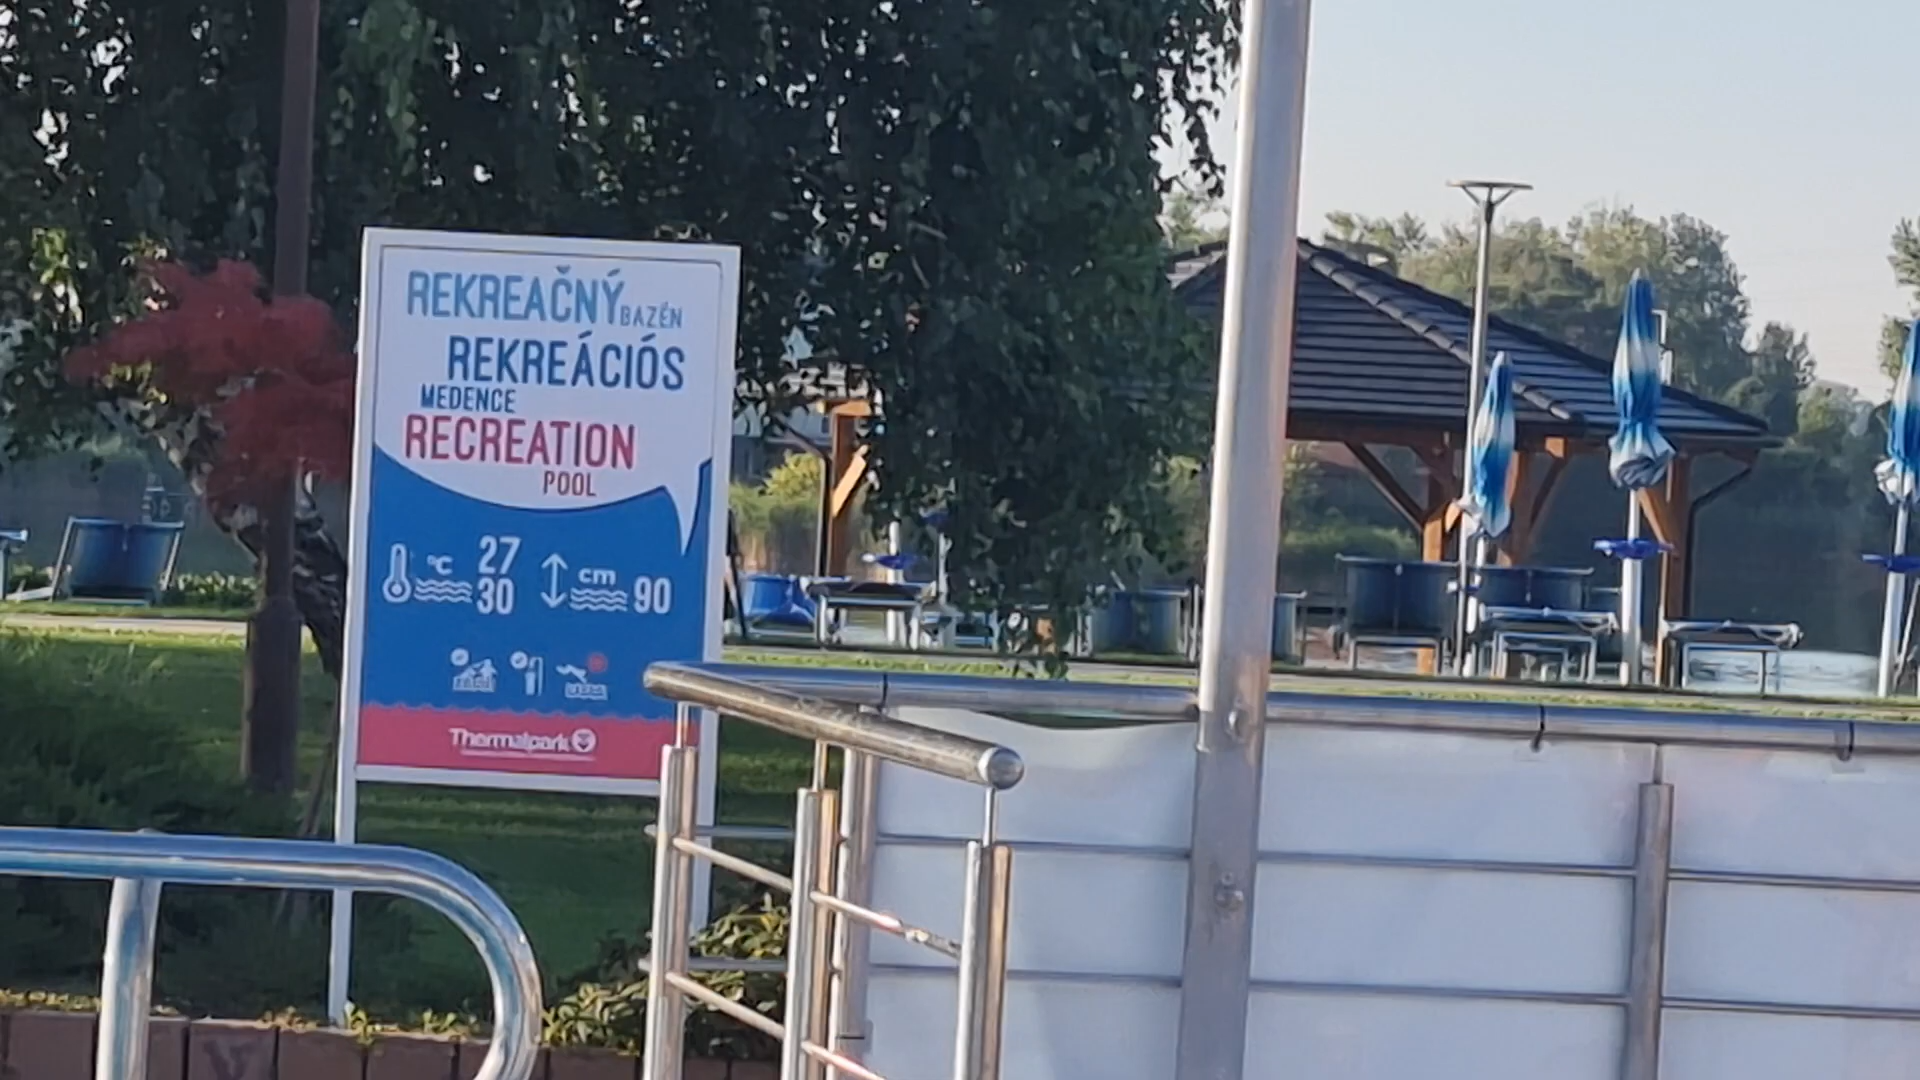 REKREAČNÝ BAZÉN
REKREÁCIÓS
MEDENCE
RECREATION
POOL
°C 27 30
cm 90
Thermalpark